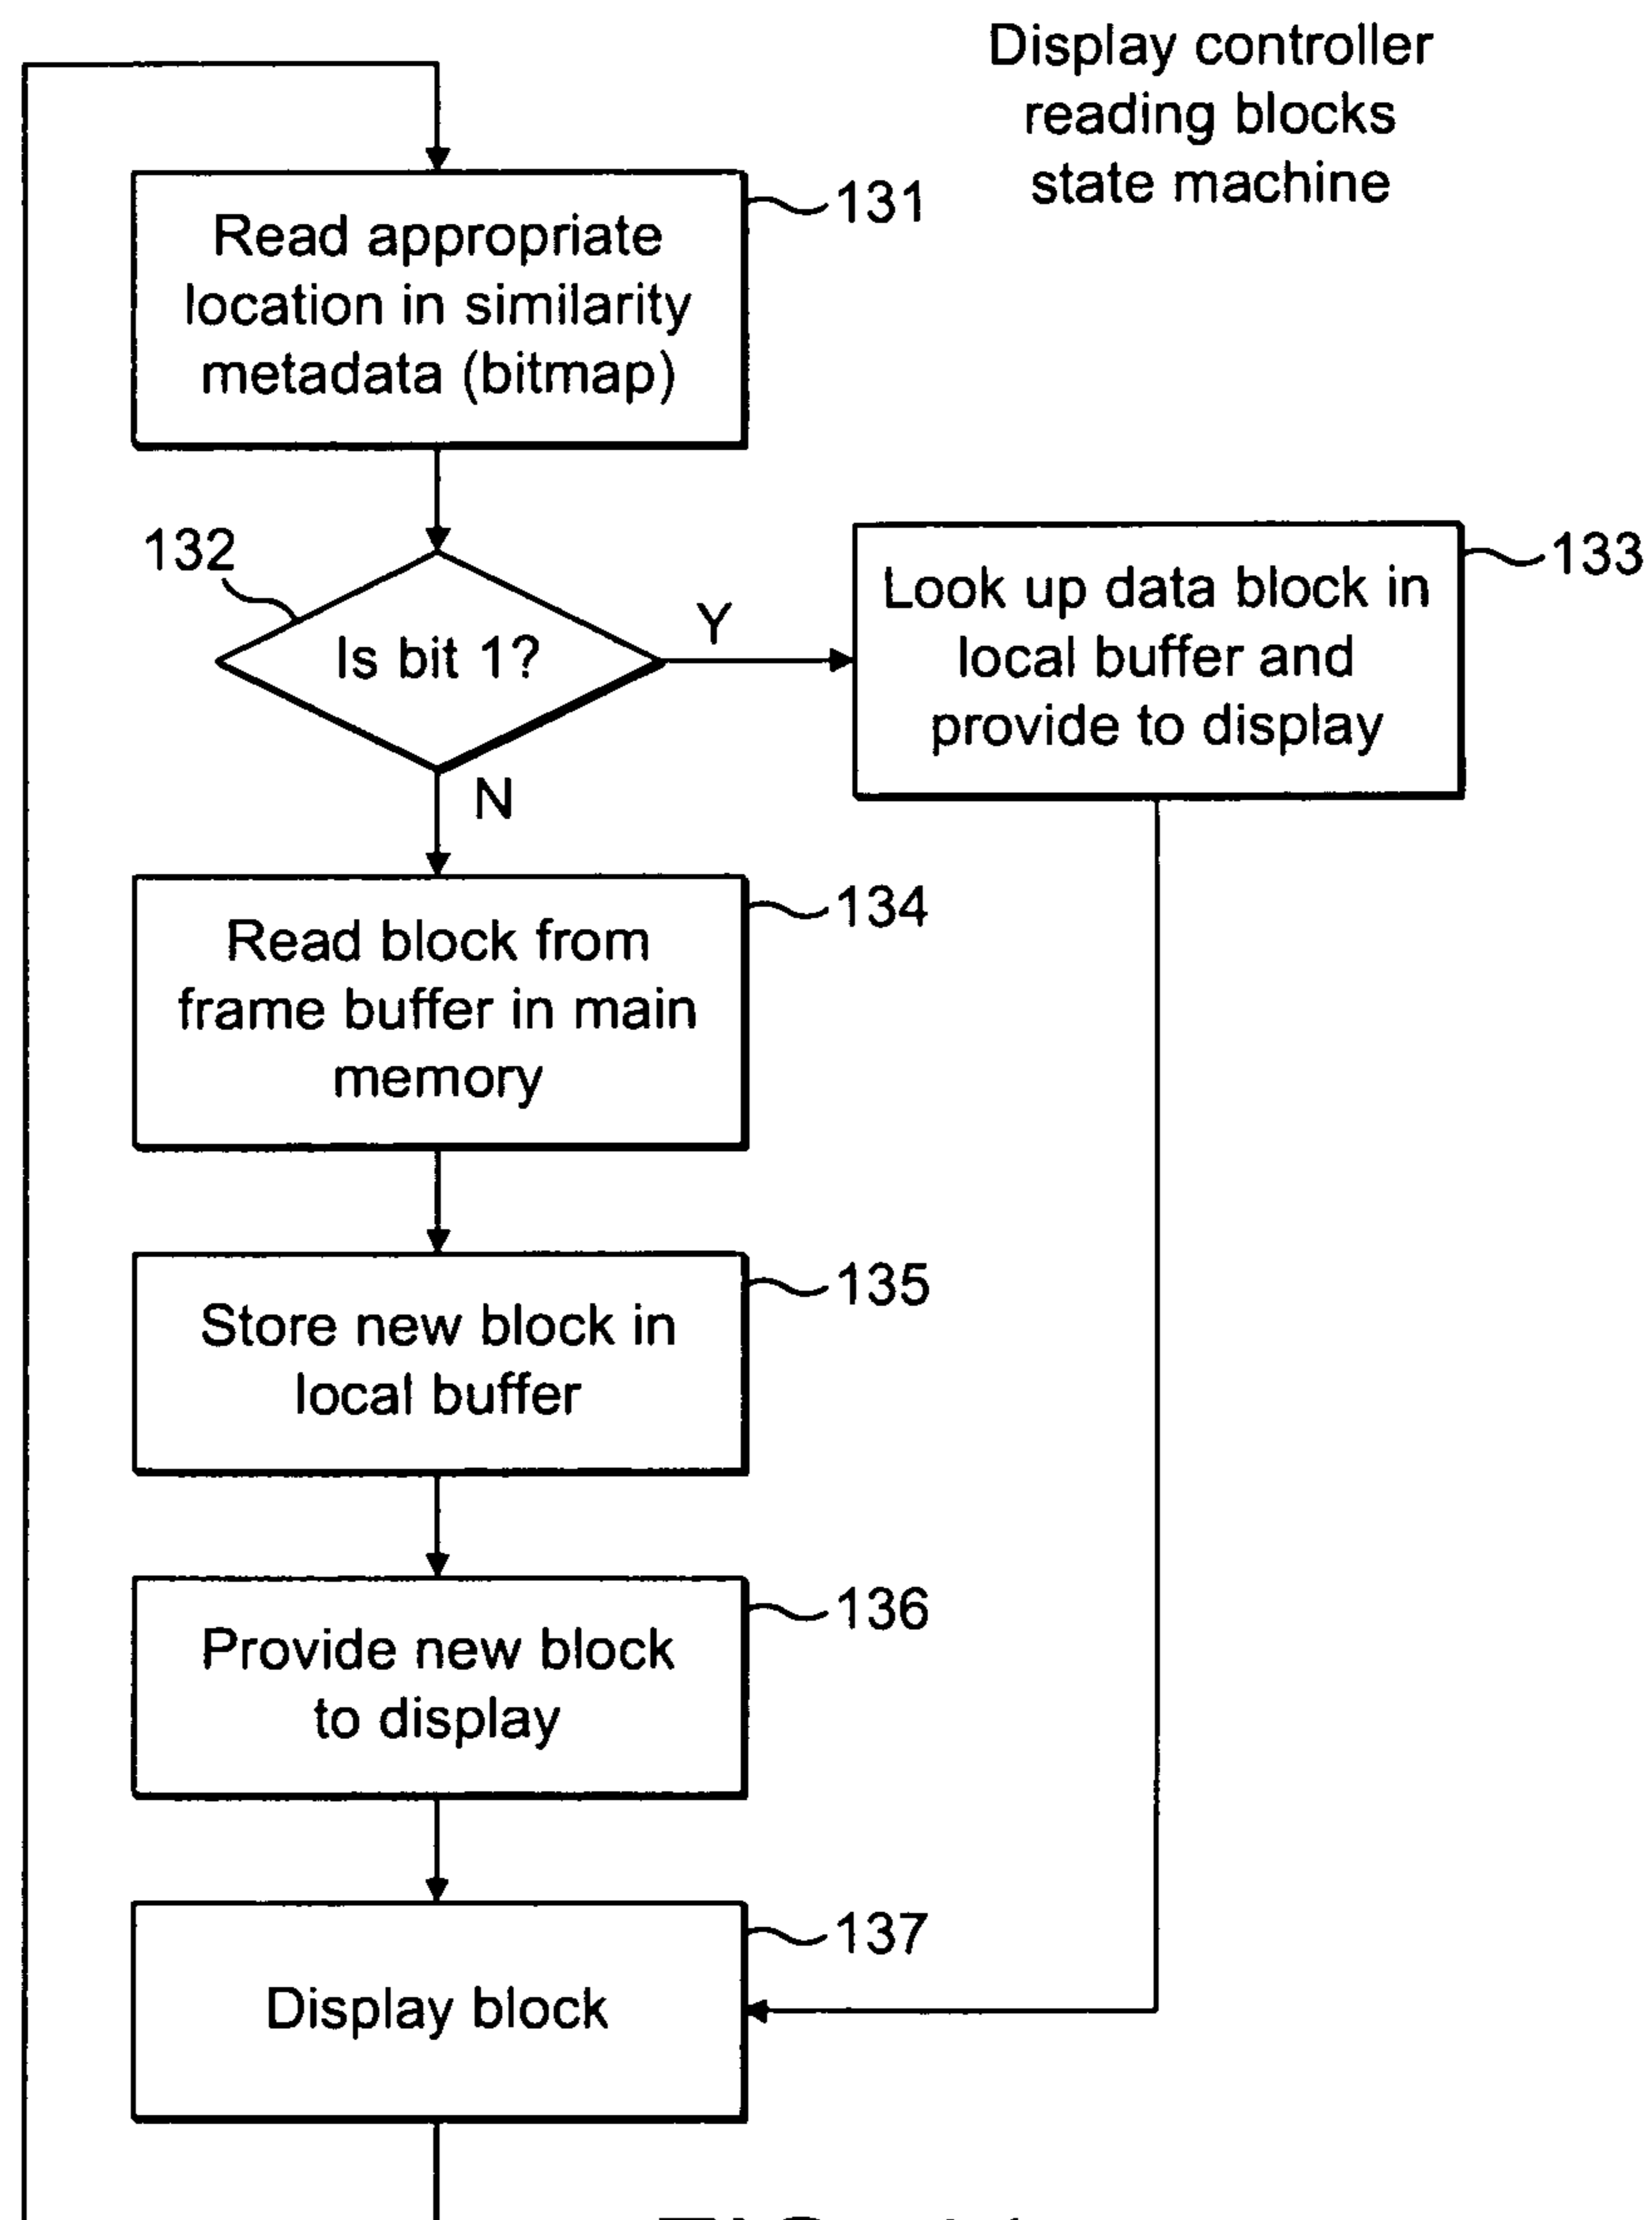 Display controller
reading blocks
state machine
131
Read appropriate
location in similarity
metadata (bitmap)
132
Is bit 1?
Y
N
133
Look up data block in
local buffer and
provide to display
134
Read block from
frame buffer in main
memory
135
Store new block in
local buffer
136
Provide new block
to display
137
Display block